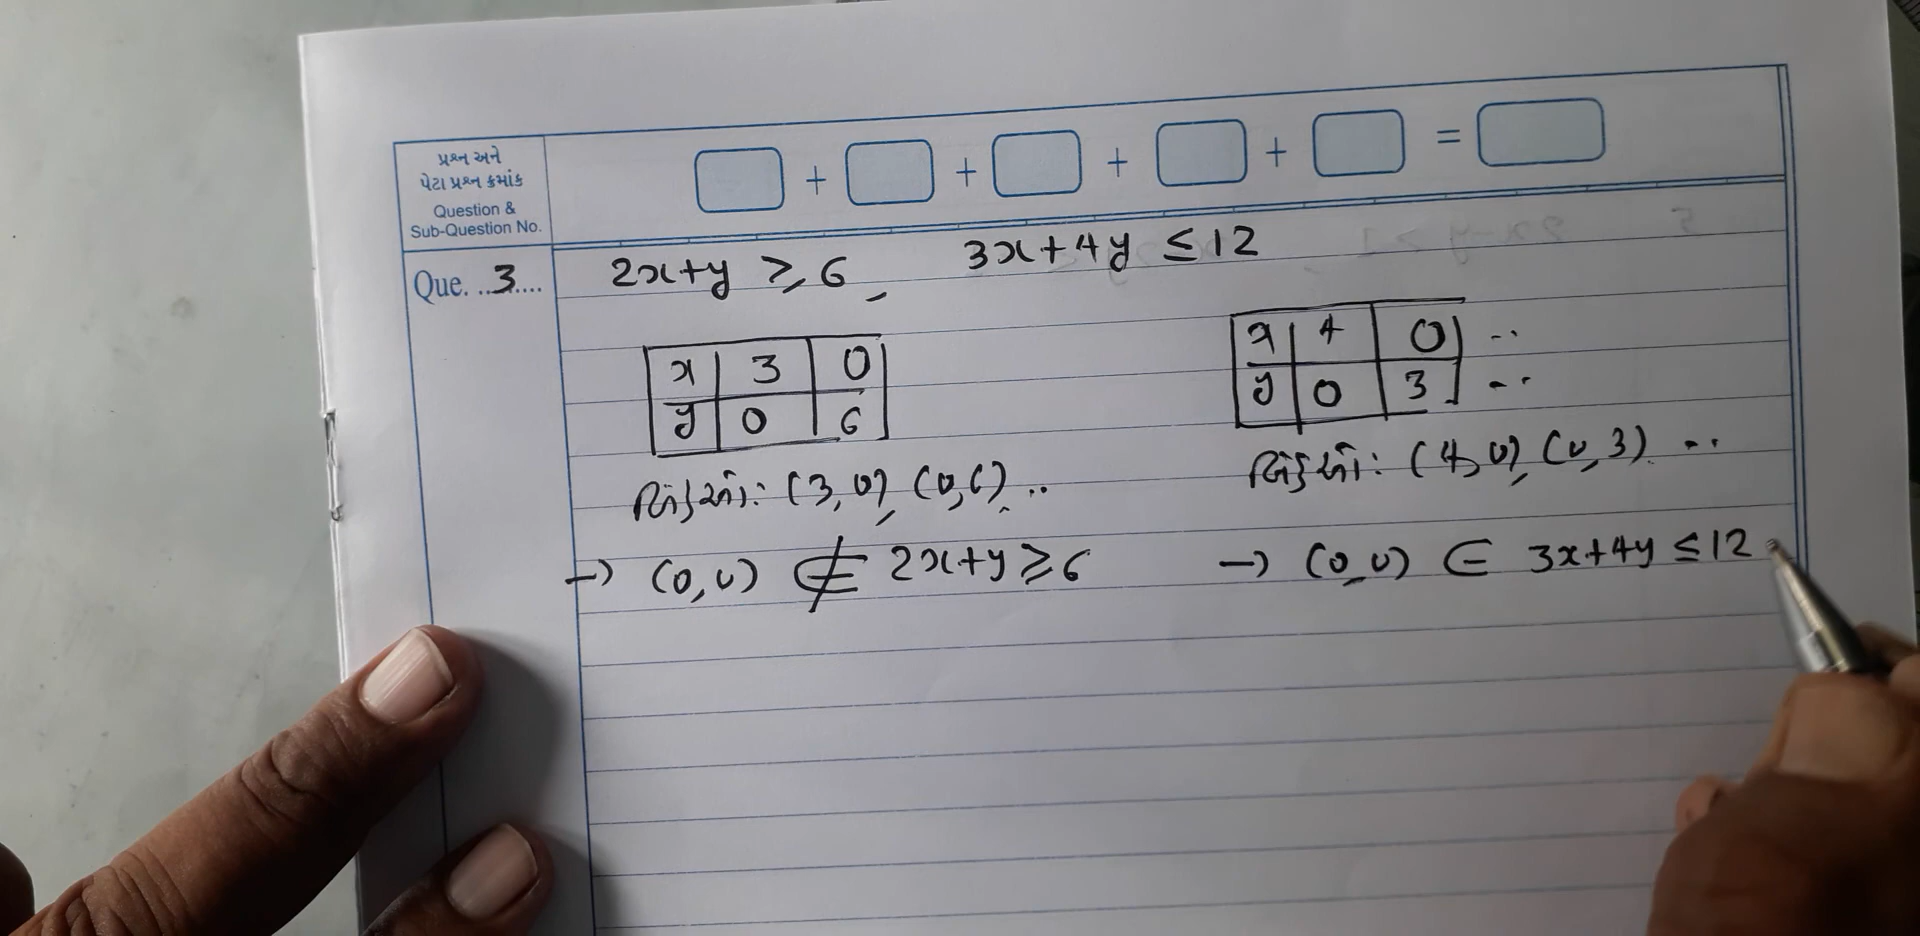 પ્રશ્ન અને
પેટા પ્રશ્ન ક્રમાંક
Question &
Sub-Question No.
+ + + + =
Que. ..3....
2x+y ≥ 6, 3x+4y ≤ 12
x 3 0
y 0 6
x 4 0 ..
y 0 3 ..
બિંદુઓ: (3,0), (0,6)...
બિંદુઓ: (4,0), (0,3) ...
→ (0,0) ∉ 2x+y ≥ 6 → (0,0) ∈ 3x+4y ≤ 12